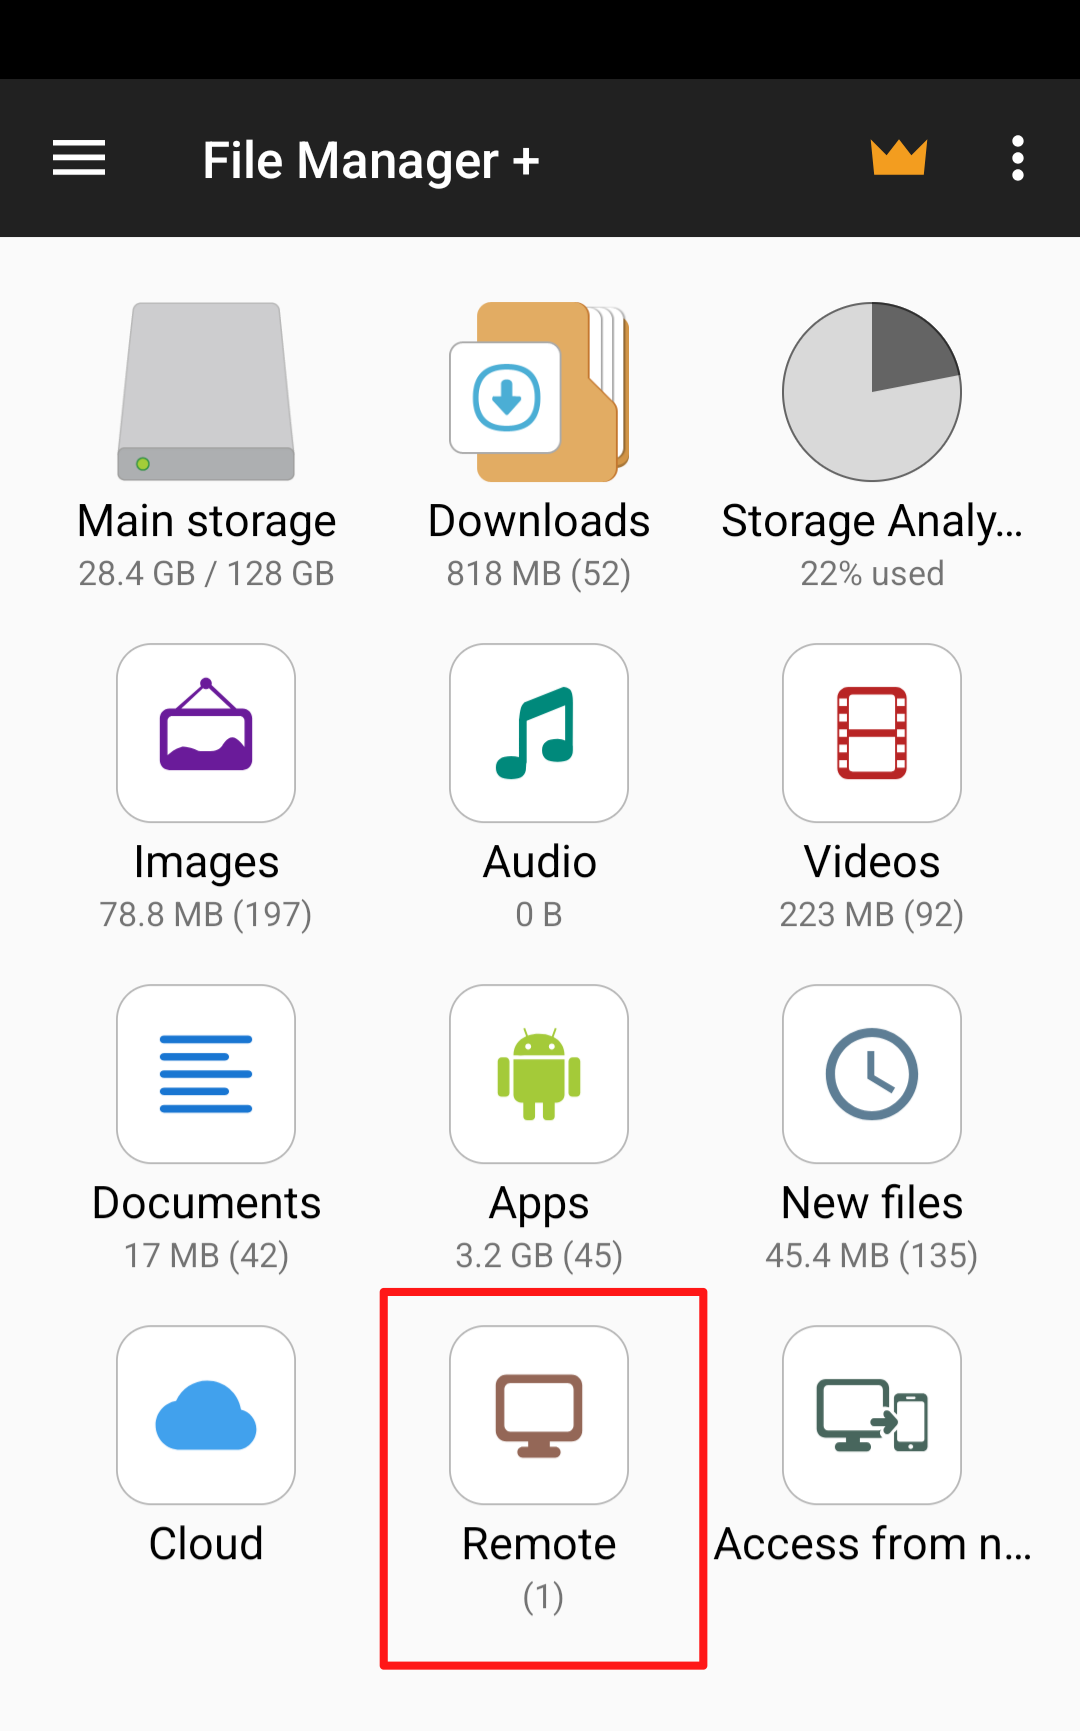 File Manager +
Main storage
28.4 GB / 128 GB
Downloads
818 MB (52)
Storage Analy...
22% used
Images
78.8 MB (197)
Audio
0 B
Videos
223 MB (92)
Documents
17 MB (42)
Apps
3.2 GB (45)
New files
45.4 MB (135)
Cloud
Remote
(1)
Access from n...